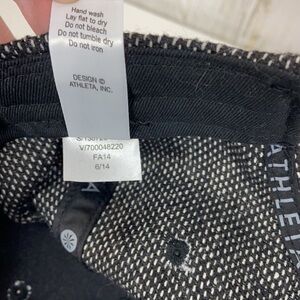 Hand wash
Lay flat to dry
Do not bleach
Do not tumble dry
Do not iron
DESIGN ©
ATHLETA, INC.
V/700048220
FA14
6/14
ATHLETA